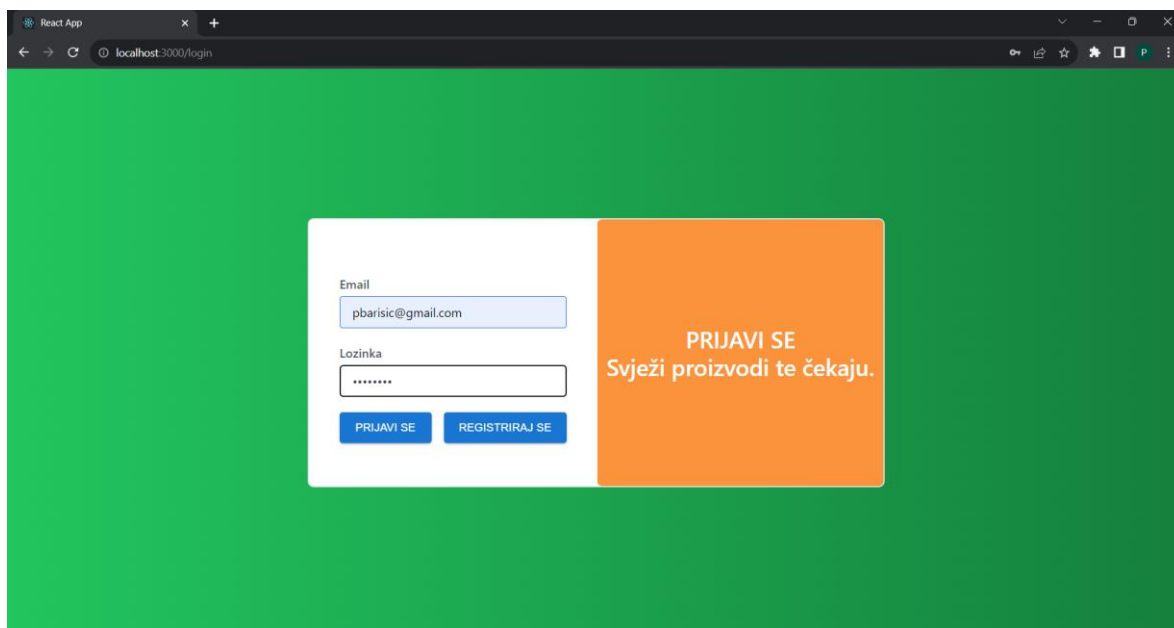 React App
localhost:3000/login
P
Email
pbarisic@gmail.com
Lozinka
PRIJAVI SE
REGISTRIRAJ SE
PRIJAVI SE
Svježi proizvodi te čekaju.